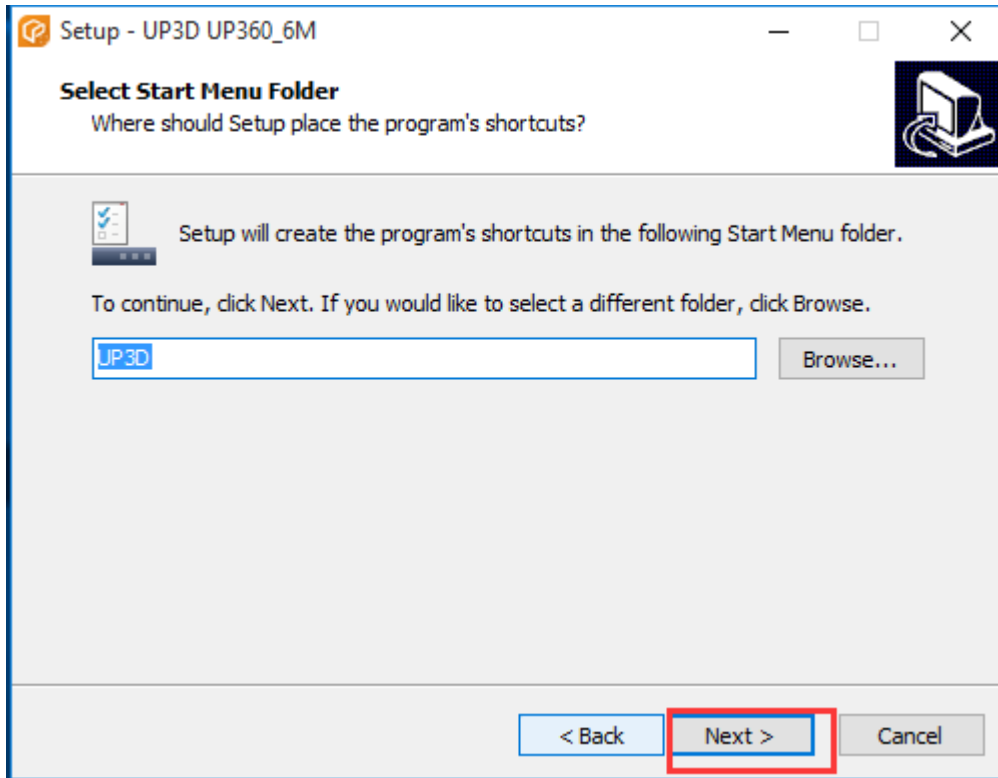 Setup - UP3D UP360_6M
Select Start Menu Folder
Where should Setup place the program's shortcuts?
Setup will create the program's shortcuts in the following Start Menu folder.
To continue, click Next. If you would like to select a different folder, click Browse.
UP3D
Browse...
< Back
Next >
Cancel